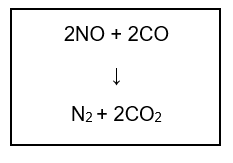 2NO + 2CO
↓
N₂ + 2CO₂